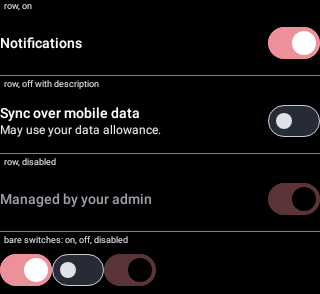 row, on
Notifications
row, off with description
Sync over mobile data
May use your data allowance.
row, disabled
Managed by your admin
bare switches: on, off, disabled